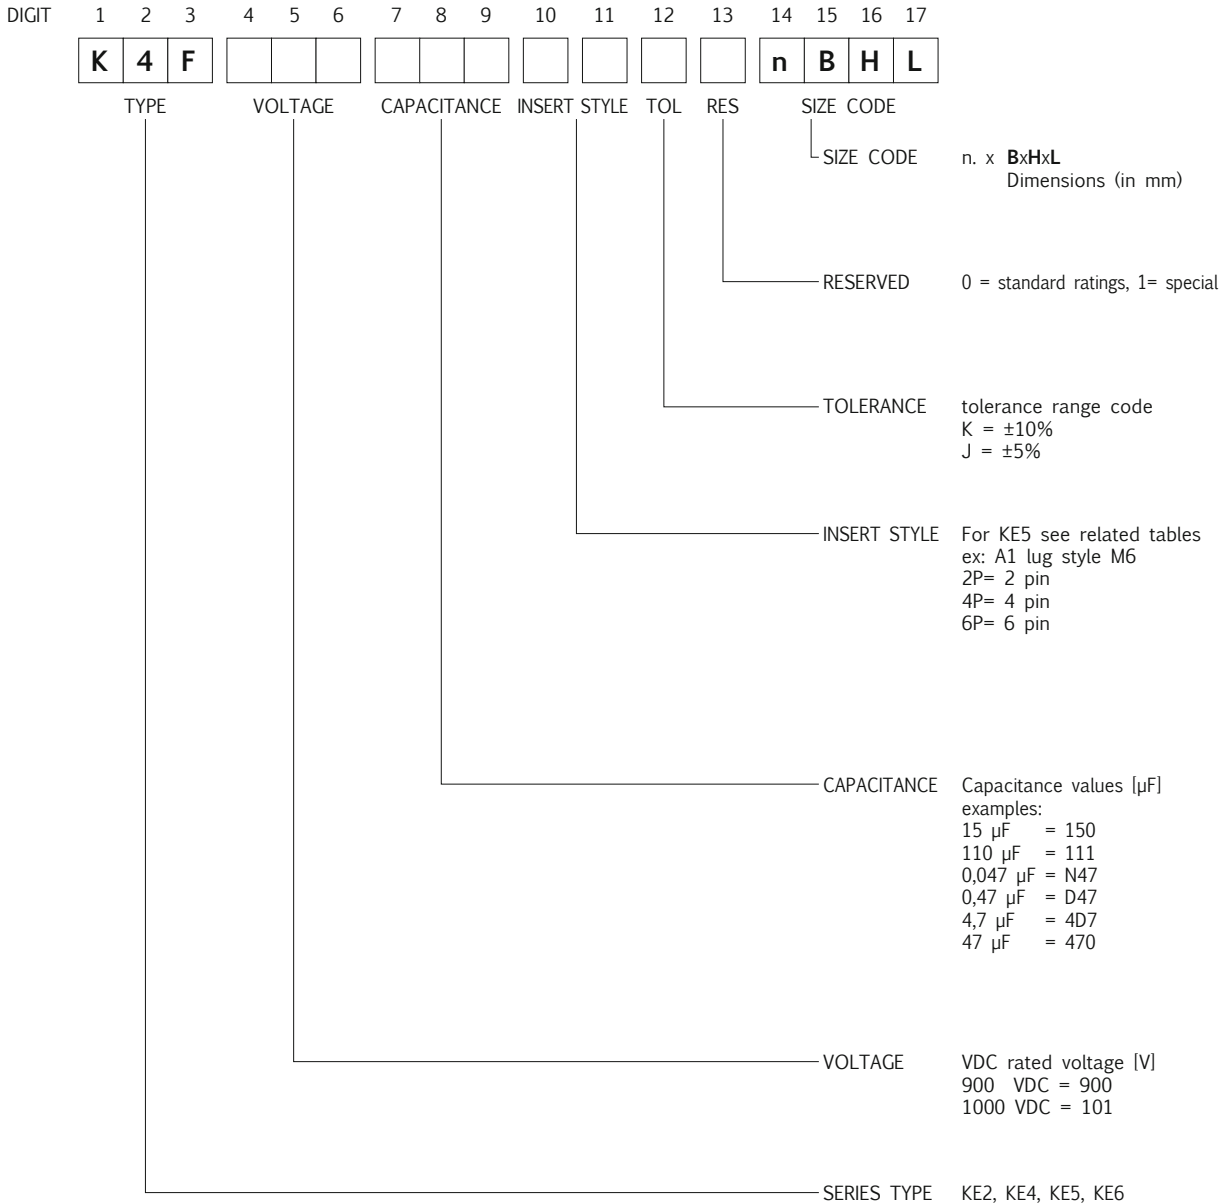 DIGIT 1 2 3 4 5 6 7 8 9 10 11 12 13 14 15 16 17
K 4 F n B H L
TYPE VOLTAGE CAPACITANCE INSERT STYLE TOL RES SIZE CODE
SIZE CODE n. x BxHxL
Dimensions (in mm)
RESERVED 0 = standard ratings, 1= special
TOLERANCE tolerance range code
K = ±10%
J = ±5%
INSERT STYLE For KE5 see related tables
ex: A1 lug style M6
2P= 2 pin
4P= 4 pin
6P= 6 pin
CAPACITANCE Capacitance values [µF]
examples:
15 µF = 150
110 µF = 111
0,047 µF = N47
0,47 µF = D47
4,7 µF = 4D7
47 µF = 470
VOLTAGE VDC rated voltage [V]
900 VDC = 900
1000 VDC = 101
SERIES TYPE KE2, KE4, KE5, KE6